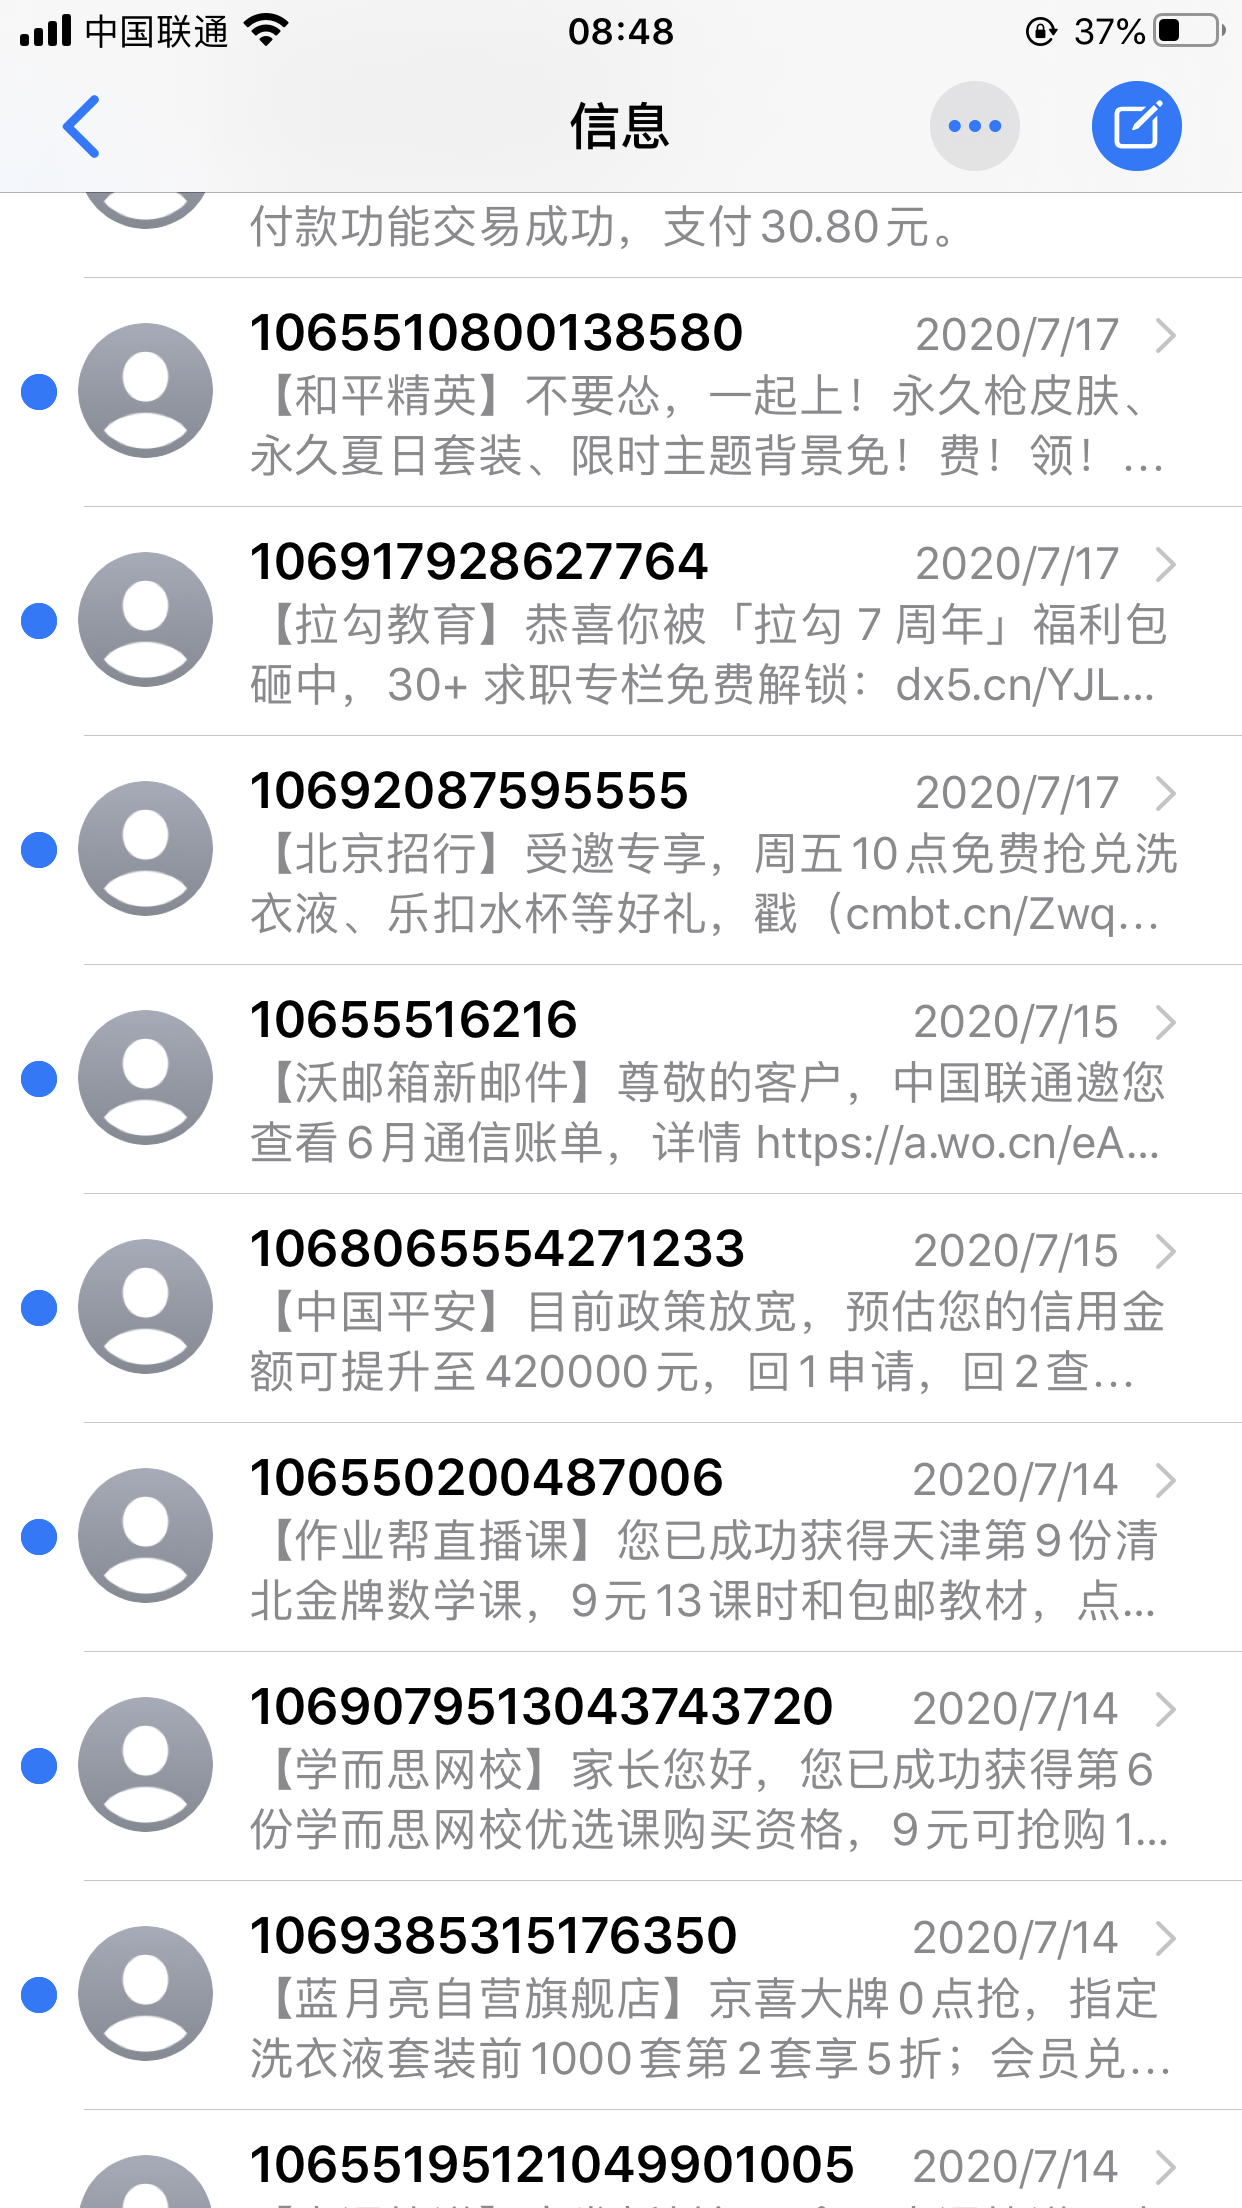 中国联通 08:48 37%
信息
付款功能交易成功，支付30.80元。
1065510800138580 2020/7/17
【和平精英】不要怂，一起上！永久枪皮肤、
永久夏日套装、限时主题背景免！费！领！...
106917928627764 2020/7/17
【拉勾教育】恭喜你被「拉勾 7 周年」福利包
砸中，30+ 求职专栏免费解锁：dx5.cn/YJL...
10692087595555 2020/7/17
【北京招行】受邀专享，周五10点免费抢兑洗
衣液、乐扣水杯等好礼，戳（cmbt.cn/Zwq...
10655516216 2020/7/15
【沃邮箱新邮件】尊敬的客户，中国联通邀您
查看6月通信账单，详情 https://a.wo.cn/eA...
1068065554271233 2020/7/15
【中国平安】目前政策放宽，预估您的信用金
额可提升至420000元，回1申请，回2查...
106550200487006 2020/7/14
【作业帮直播课】您已成功获得天津第9份清
北金牌数学课，9元13课时和包邮教材，点...
1069079513043743720 2020/7/14
【学而思网校】家长您好，您已成功获得第6
份学而思网校优选课购买资格，9元可抢购1...
1069385315176350 2020/7/14
【蓝月亮自营旗舰店】京喜大牌0点抢，指定
洗衣液套装前1000套第2套享5折；会员兑...
10655195121049901005 2020/7/14